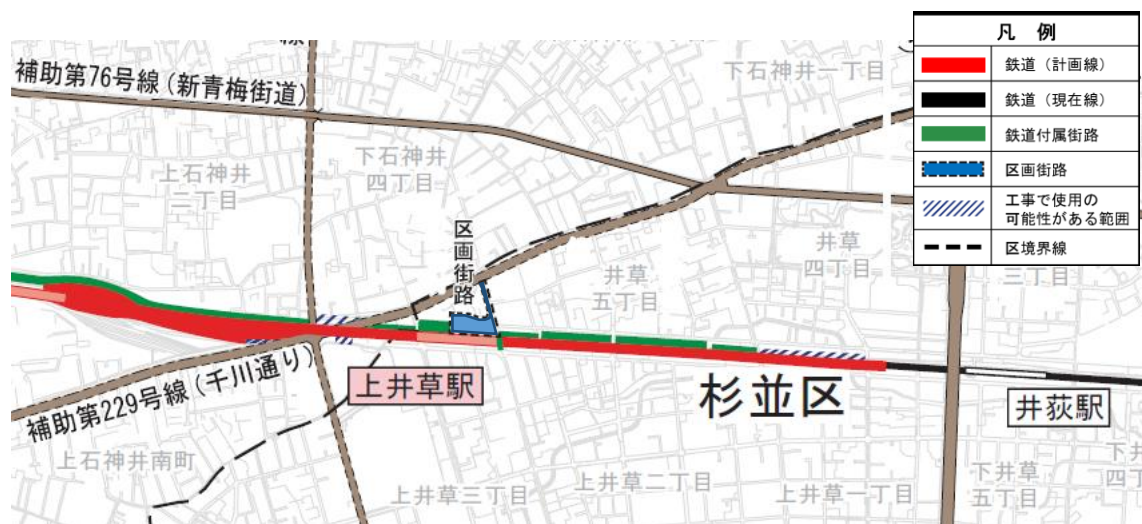 補助第76号線(新青梅街道)
下石神井一丁目
上石神井
二丁目
下石神井
四丁目
区画街路
井草
五丁目
井草
四丁目
三丁目
補助第229号線(千川通り)
上井草駅
杉並区
井荻駅
上石神井南町
上井草三丁目
上井草二丁目
上井草一丁目
下井草
五丁目
凡 例
鉄道(計画線)
鉄道(現在線)
鉄道付属街路
区画街路
工事で使用の
可能性がある範囲
区境界線